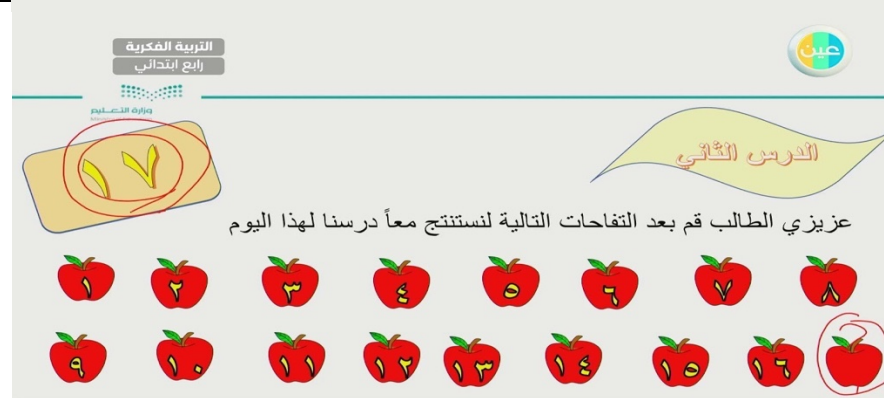 التربية الفكرية
رابع ابتدائي
عين
وزارة التعليم
الدرس الثاني
١٧
عزيزي الطالب قم بعد التفاحات التالية لنستنتج معاً درسنا لهذا اليوم
١ ٢ ٣ ٤ ٥ ٦ ٧ ٨
٩ ١٠ ١١ ١٢ ١٣ ١٤ ١٥ ١٦